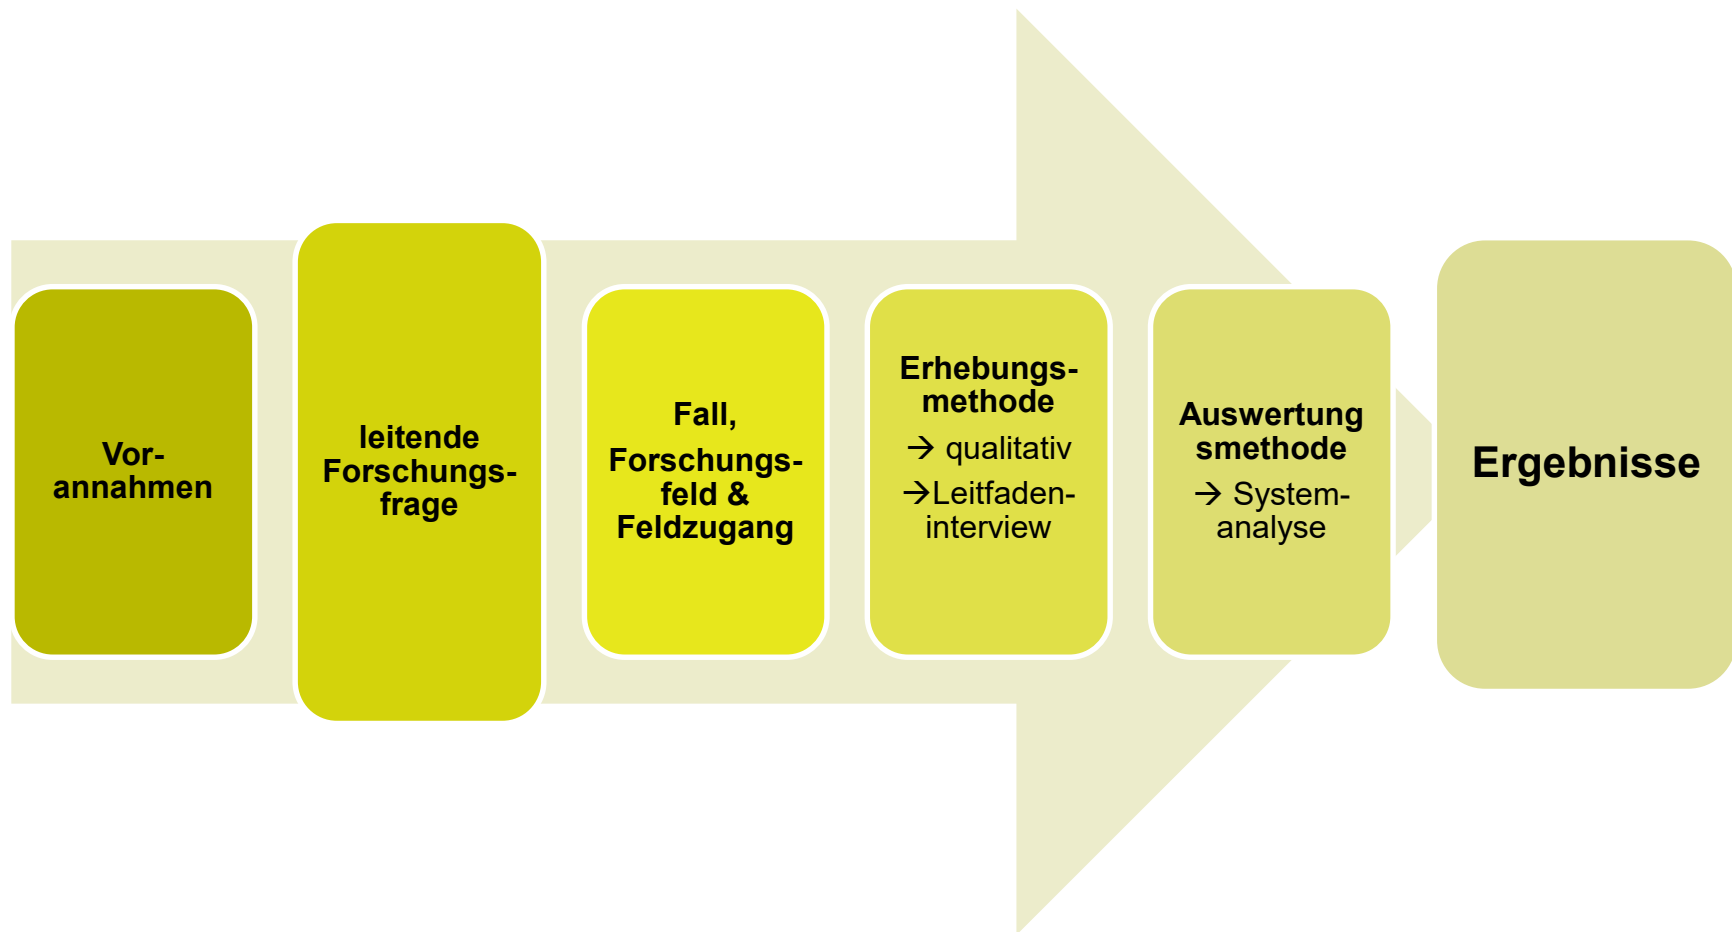 Vor-
annahmen
leitende
Forschungs-
frage
Fall,
Forschungs-
feld &
Feldzugang
Erhebungs-
methode
→ qualitativ
→Leitfaden-
interview
Auswertung
smethode
→ System-
analyse
Ergebnisse